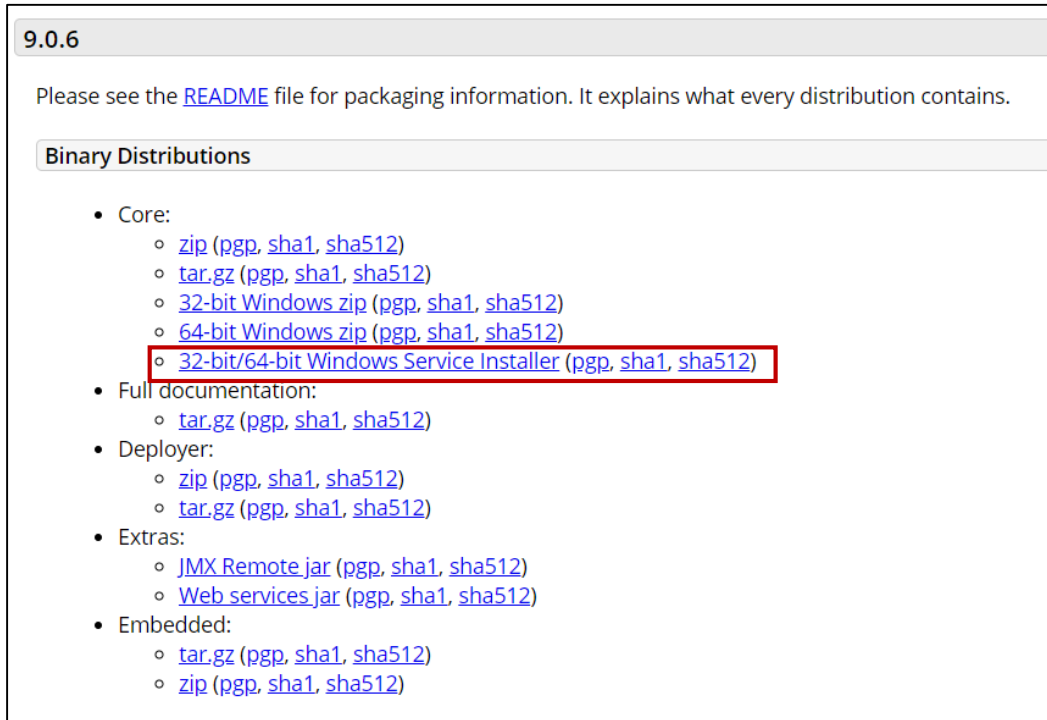 9.0.6
Please see the README file for packaging information. It explains what every distribution contains.
Binary Distributions
• Core:
◦ zip (pgp, sha1, sha512)
◦ tar.gz (pgp, sha1, sha512)
◦ 32-bit Windows zip (pgp, sha1, sha512)
◦ 64-bit Windows zip (pgp, sha1, sha512)
◦ 32-bit/64-bit Windows Service Installer (pgp, sha1, sha512)
• Full documentation:
◦ tar.gz (pgp, sha1, sha512)
• Deployer:
◦ zip (pgp, sha1, sha512)
◦ tar.gz (pgp, sha1, sha512)
• Extras:
◦ JMX Remote jar (pgp, sha1, sha512)
◦ Web services jar (pgp, sha1, sha512)
• Embedded:
◦ tar.gz (pgp, sha1, sha512)
◦ zip (pgp, sha1, sha512)